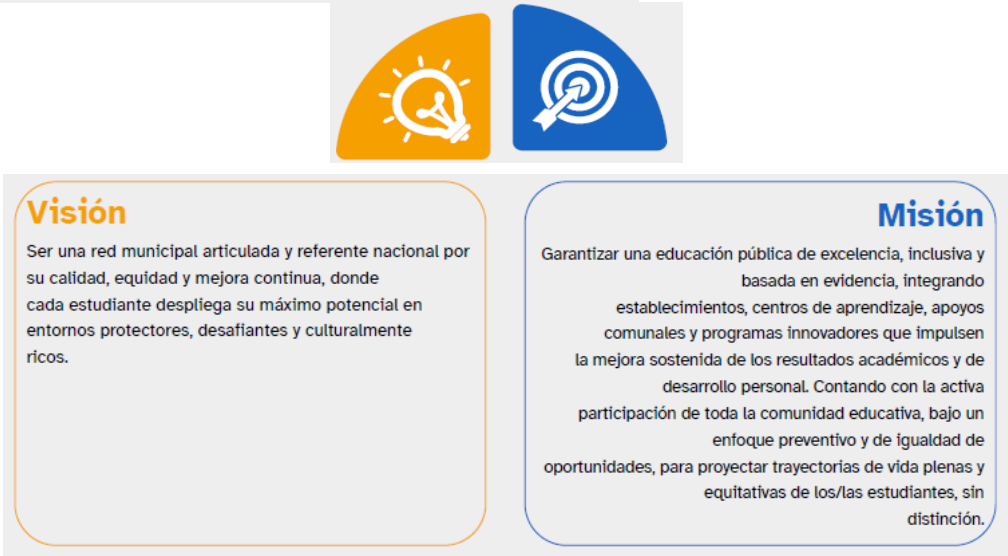 Visión
Ser una red municipal articulada y referente nacional por
su calidad, equidad y mejora continua, donde
cada estudiante despliega su máximo potencial en
entornos protectores, desafiantes y culturalmente
ricos.
Misión
Garantizar una educación pública de excelencia, inclusiva y
basada en evidencia, integrando
establecimientos, centros de aprendizaje, apoyos
comunales y programas innovadores que impulsen
la mejora sostenida de los resultados académicos y de
desarrollo personal. Contando con la activa
participación de toda la comunidad educativa, bajo un
enfoque preventivo y de igualdad de
oportunidades, para proyectar trayectorias de vida plenas y
equitativas de los/las estudiantes, sin
distinción.